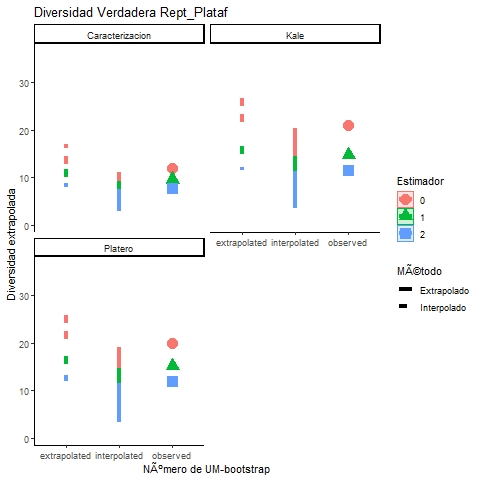 Diversidad Verdadera Rept_Plataf
Caracterizacion
Kale
30
20
10
0
extrapolated interpolated observed
Platero
30
20
10
0
extrapolated interpolated observed
Diversidad extrapolada
NÃºmero de UM-bootstrap
Estimador
0
1
2
MÃ©todo
Extrapolado
Interpolado